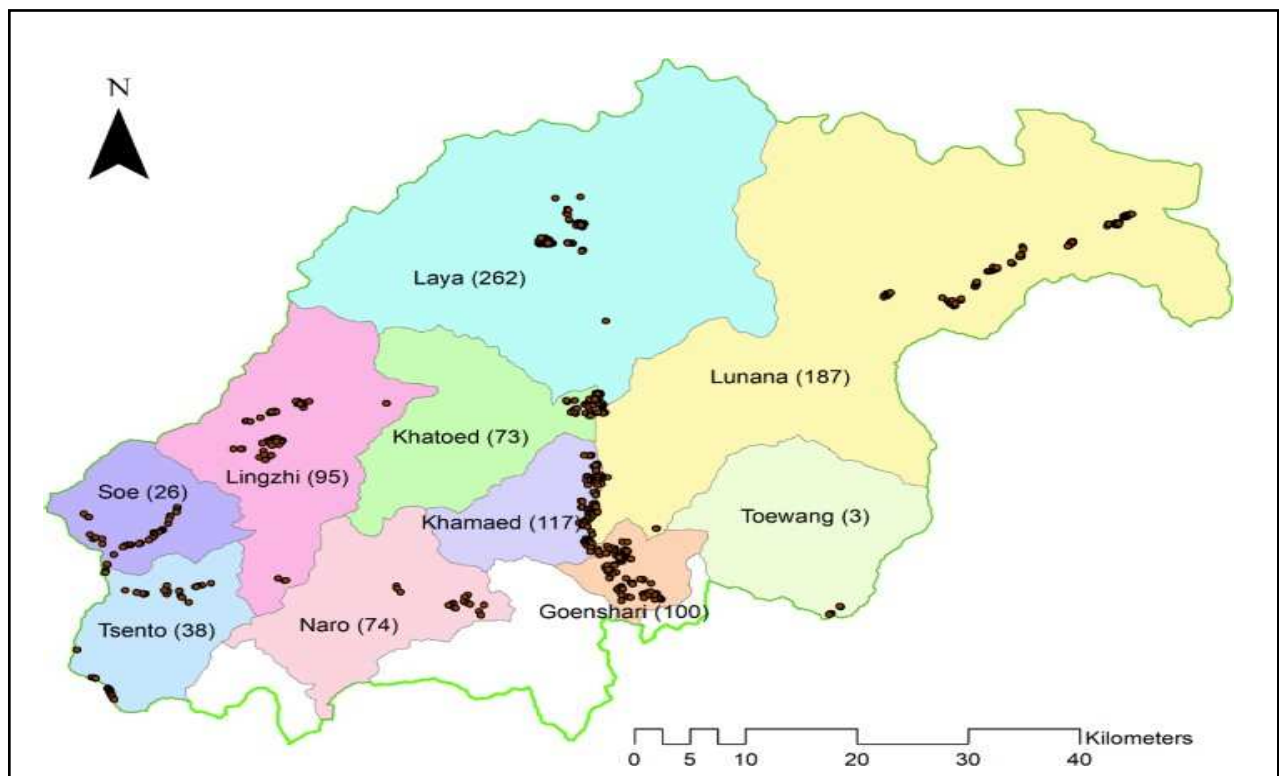 N
Laya (262)
Lunana (187)
Khatoed (73)
Lingzhi (95)
Soe (26)
Khamaed (117)
Toewang (3)
Goenshari (100)
Naro (74)
Tsento (38)
Kilometers
0 5 10 20 30 40